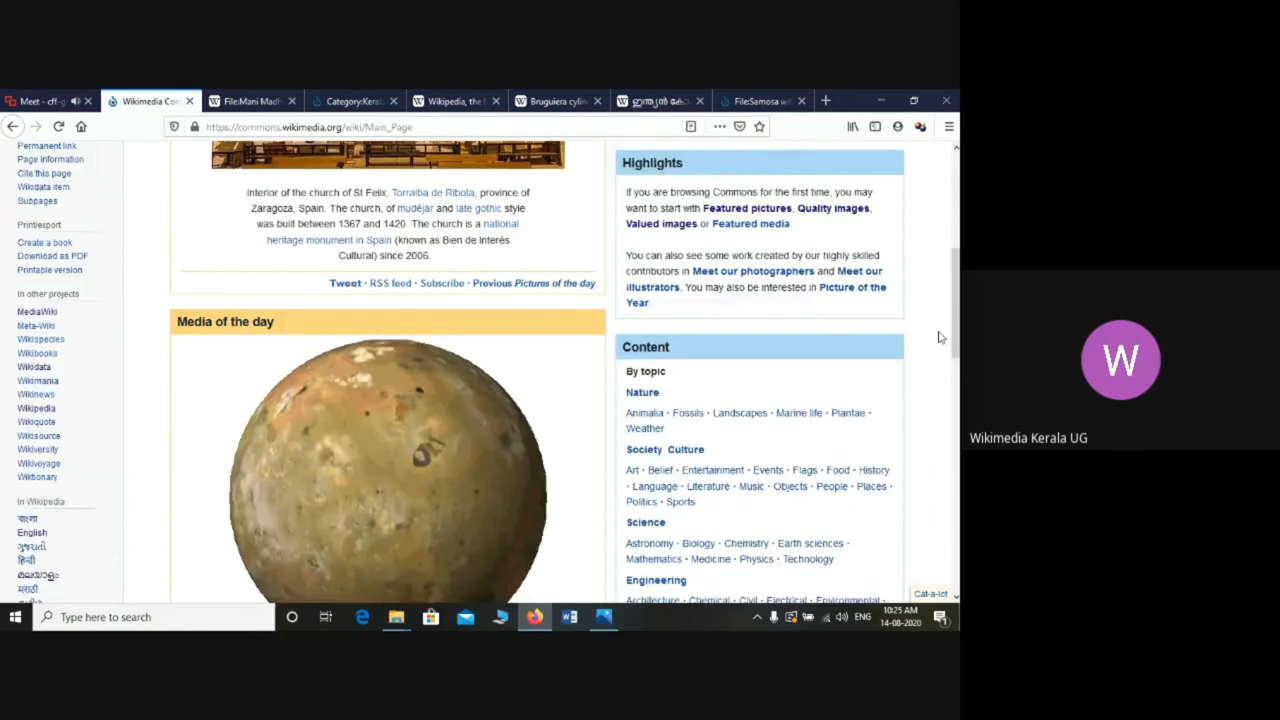 Meet - cff-g
Wikimedia Com
File:Mani Madh
Category:Keral
Wikipedia, the f
Bruguiera cylin
ഇന്ത്യൻ കോ
File:Samosa wit
https://commons.wikimedia.org/wiki/Main_Page
Permanent link
Page information
Cite this page
Wikidata item
Subpages
Print/export
Create a book
Download as PDF
Printable version
In other projects
MediaWiki
Meta-Wiki
Wikispecies
Wikibooks
Wikidata
Wikimania
Wikinews
Wikipedia
Wikiquote
Wikisource
Wikiversity
Wikivoyage
Wiktionary
In Wikipedia
বাংলা
English
ગુજરાતી
हिन्दी
മലയാളം
मराठी
Interior of the church of St Felix, Torralba de Ribota, province of
Zaragoza, Spain. The church, of mudéjar and late gothic style
was built between 1367 and 1420. The church is a national
heritage monument in Spain (known as Bien de Interés
Cultural) since 2006.
Tweet · RSS feed · Subscribe · Previous Pictures of the day
Media of the day
Highlights
If you are browsing Commons for the first time, you may
want to start with Featured pictures, Quality images,
Valued images or Featured media.
You can also see some work created by our highly skilled
contributors in Meet our photographers and Meet our
illustrators. You may also be interested in Picture of the
Year.
Content
By topic
Nature
Animalia · Fossils · Landscapes · Marine life · Plantae ·
Weather
Society Culture
Art · Belief · Entertainment · Events · Flags · Food · History
· Language · Literature · Music · Objects · People · Places ·
Politics · Sports
Science
Astronomy · Biology · Chemistry · Earth sciences ·
Mathematics · Medicine · Physics · Technology
Engineering
Architecture · Chemical · Civil · Electrical · Environmental ·
Cat-a-lot
Type here to search
ENG
10:25 AM
14-08-2020
1
W
Wikimedia Kerala UG